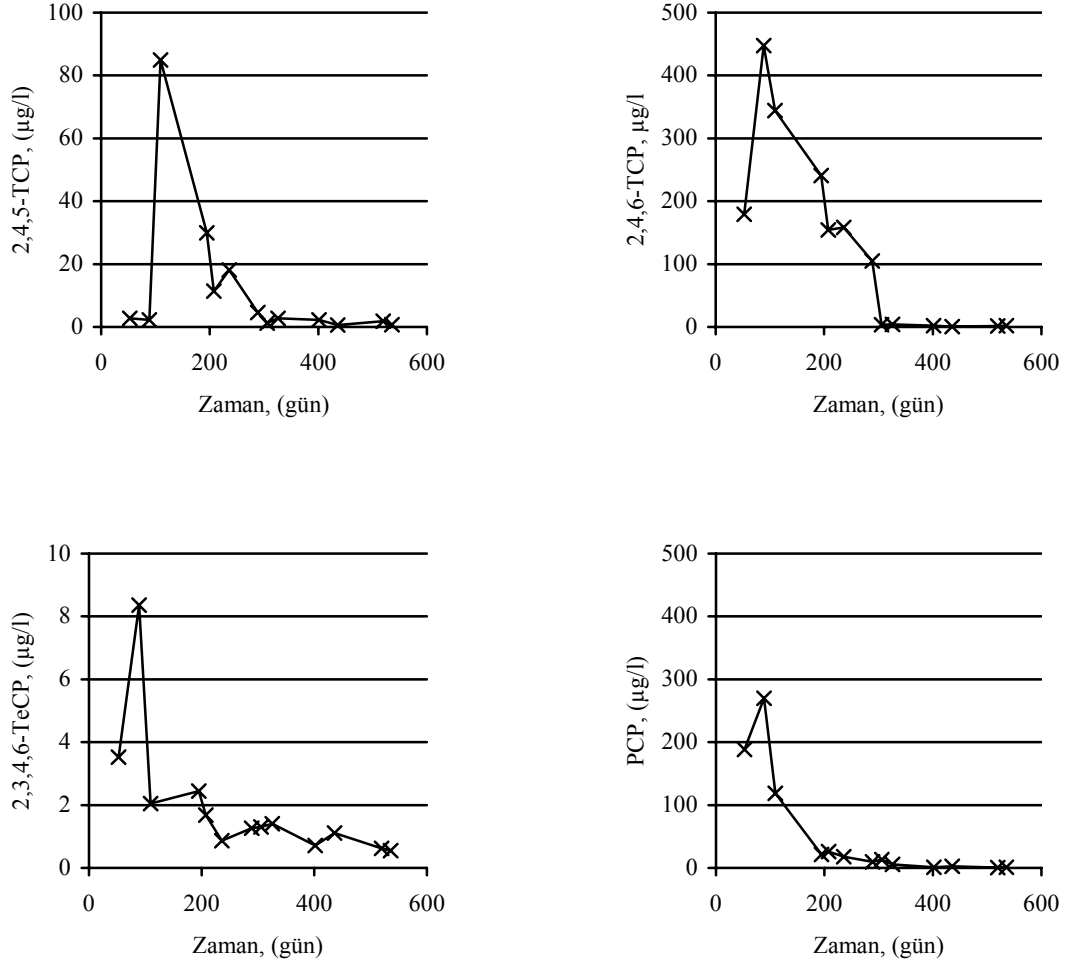 2,4,5-TCP, (µg/l)
100
80
60
40
20
0
0 200 400 600
Zaman, (gün)
2,4,6-TCP, µg/l
500
400
300
200
100
0
0 200 400 600
Zaman, (gün)
2,3,4,6-TeCP, (µg/l)
10
8
6
4
2
0
0 200 400 600
Zaman, (gün)
PCP, (µg/l)
500
400
300
200
100
0
0 200 400 600
Zaman, (gün)